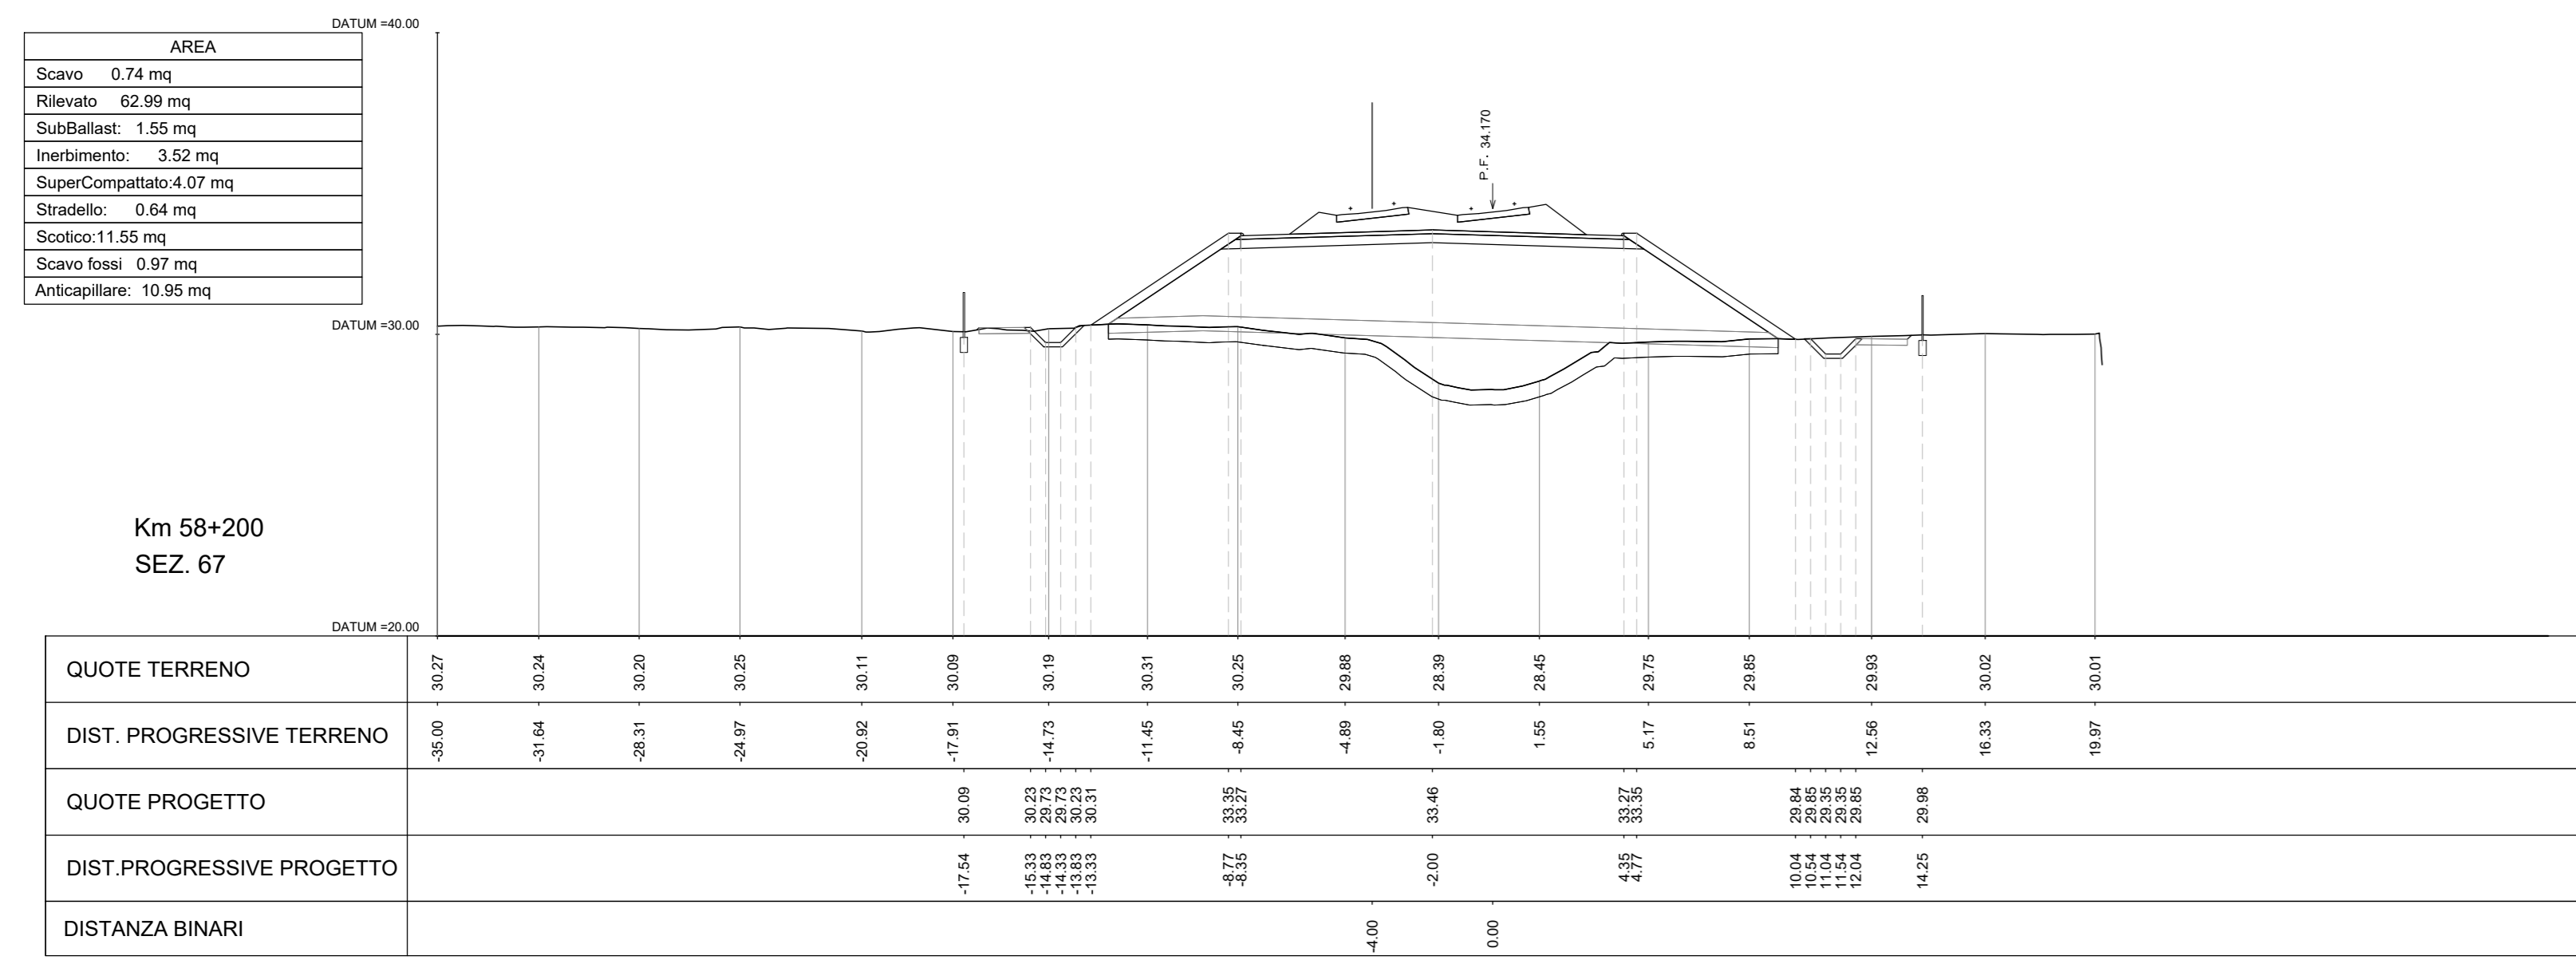 DATUM =40.00
AREA
Scavo 0.74 mq
Rilevato 62.99 mq
SubBallast: 1.55 mq
Inerbimento: 3.52 mq
SuperCompattato:4.07 mq
Stradello: 0.64 mq
Scotico:11.55 mq
Scavo fossi 0.97 mq
Anticapillare: 10.95 mq
P.F. 34.170
DATUM =30.00
Km 58+200
SEZ. 67
DATUM =20.00
QUOTE TERRENO 30.27 30.24 30.20 30.25 30.11 30.09 30.19 30.31 30.25 29.88 28.39 28.45 29.75 29.85 29.93 30.02 30.01
DIST. PROGRESSIVE TERRENO -35.00 -31.64 -28.31 -24.97 -20.92 -17.91 -14.73 -11.45 -8.45 -4.89 -1.80 1.55 5.17 8.51 12.56 16.33 19.97
QUOTE PROGETTO 30.09 30.23 29.73 29.73 30.23 30.31 33.35 33.27 33.46 33.27 33.35 29.84 29.85 29.35 29.35 29.85 29.98
DIST.PROGRESSIVE PROGETTO -17.54 -15.33 -14.83 -14.33 -13.83 -13.33 -8.77 -8.35 -2.00 4.35 4.77 10.04 10.54 11.04 11.54 12.04 14.25
DISTANZA BINARI -4.00 0.00